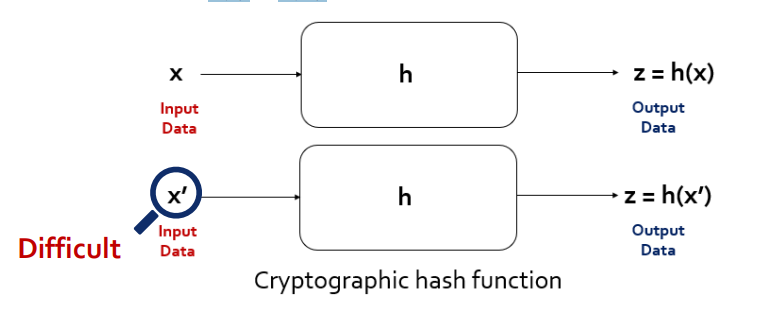 x
h
z = h(x)
Input
Data
Output
Data
x′
h
z = h(x′)
Difficult
Input
Data
Output
Data
Cryptographic hash function